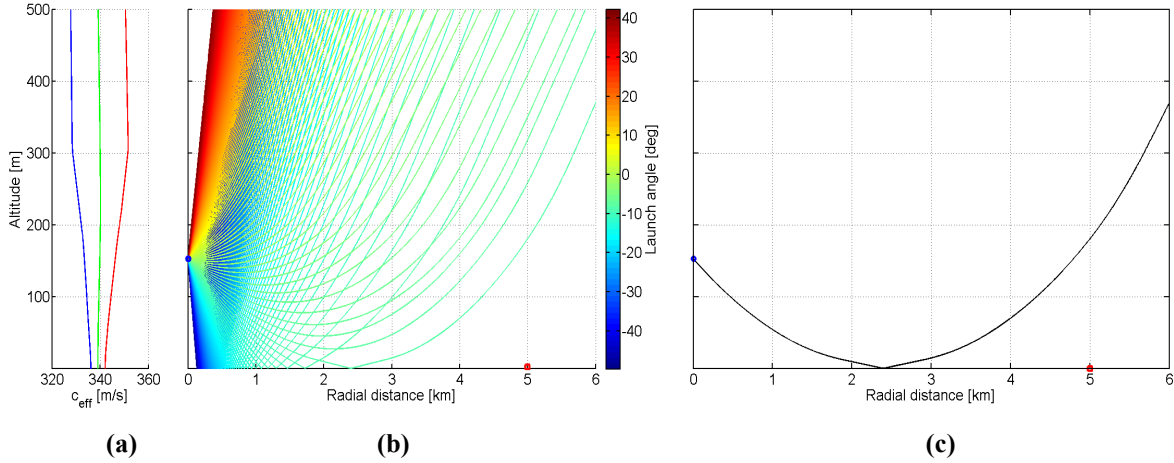 500
400
300
200
100
Altitude [m]
320 340 360
c_eff [m/s]
0 1 2 3 4 5 6
Radial distance [km]
40
30
20
10
0
-10
-20
-30
-40
Launch angle [deg]
0 1 2 3 4 5 6
Radial distance [km]
(a) (b) (c)